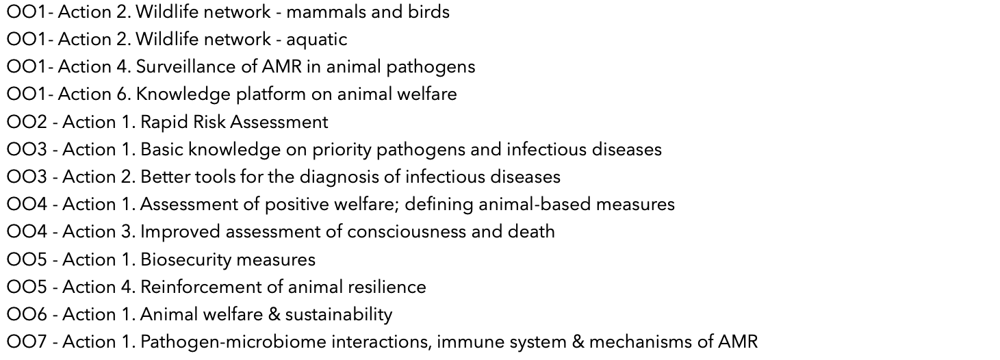 OO1- Action 2. Wildlife network - mammals and birds
OO1- Action 2. Wildlife network - aquatic
OO1- Action 4. Surveillance of AMR in animal pathogens
OO1- Action 6. Knowledge platform on animal welfare
OO2 - Action 1. Rapid Risk Assessment
OO3 - Action 1. Basic knowledge on priority pathogens and infectious diseases
OO3 - Action 2. Better tools for the diagnosis of infectious diseases
OO4 - Action 1. Assessment of positive welfare; defining animal-based measures
OO4 - Action 3. Improved assessment of consciousness and death
OO5 - Action 1. Biosecurity measures
OO5 - Action 4. Reinforcement of animal resilience
OO6 - Action 1. Animal welfare & sustainability
OO7 - Action 1. Pathogen-microbiome interactions, immune system & mechanisms of AMR